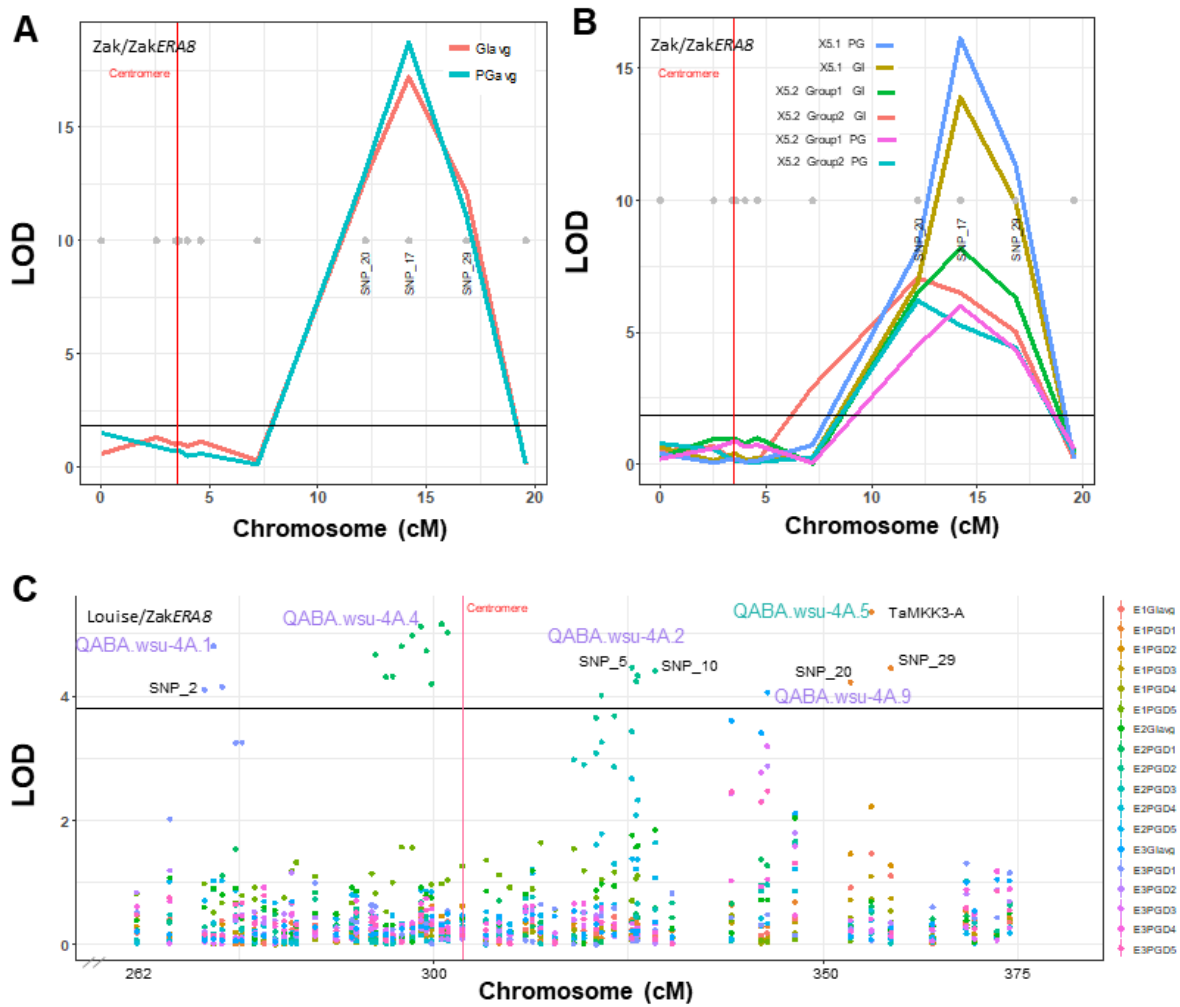 A
Zak/ZakERA8
Centromere
GIavg
PGavg
15
10
5
0
LOD
SNP_20
SNP_17
SNP_29
0
5
10
15
20
Chromosome (cM)
B
Zak/ZakERA8
Centromere
X5.1 PG
X5.1 GI
X5.2 Group1 GI
X5.2 Group2 GI
X5.2 Group1 PG
X5.2 Group2 PG
15
10
5
0
LOD
SNP_20
SNP_17
SNP_29
0
5
10
15
20
Chromosome (cM)
C
Louise/ZakERA8
QABA.wsu-4A.1
SNP_2
QABA.wsu-4A.4
Centromere
QABA.wsu-4A.2
SNP_5
SNP_10
QABA.wsu-4A.5
TaMKK3-A
SNP_20
SNP_29
QABA.wsu-4A.9
4
2
0
LOD
262
300
350
375
Chromosome (cM)
E1GIavg
E1PGD1
E1PGD2
E1PGD3
E1PGD4
E1PGD5
E2GIavg
E2PGD1
E2PGD2
E2PGD3
E2PGD4
E2PGD5
E3GIavg
E3PGD1
E3PGD2
E3PGD3
E3PGD4
E3PGD5